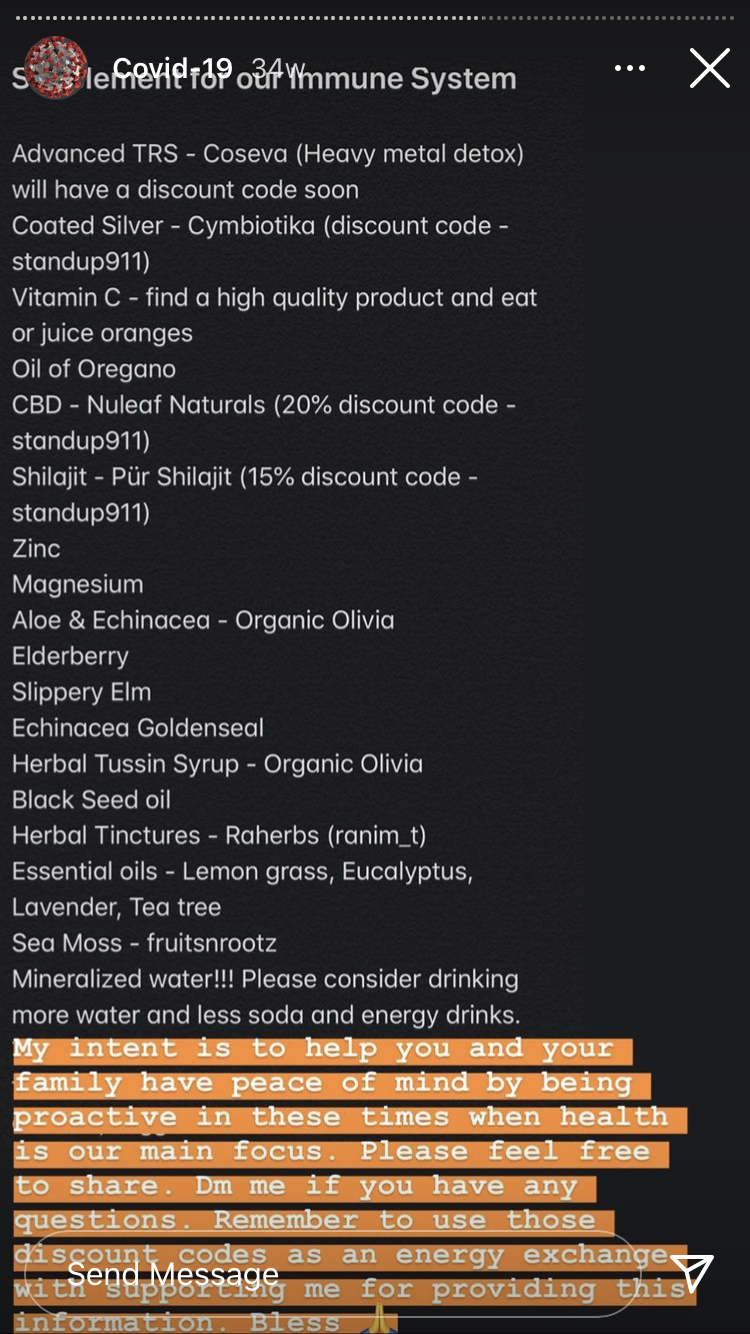 Covid-19 34w
S lement for our Immune System
Advanced TRS - Coseva (Heavy metal detox)
will have a discount code soon
Coated Silver - Cymbiotika (discount code -
standup911)
Vitamin C - find a high quality product and eat
or juice oranges
Oil of Oregano
CBD - Nuleaf Naturals (20% discount code -
standup911)
Shilajit - Pür Shilajit (15% discount code -
standup911)
Zinc
Magnesium
Aloe & Echinacea - Organic Olivia
Elderberry
Slippery Elm
Echinacea Goldenseal
Herbal Tussin Syrup - Organic Olivia
Black Seed oil
Herbal Tinctures - Raherbs (ranim_t)
Essential oils - Lemon grass, Eucalyptus,
Lavender, Tea tree
Sea Moss - fruitsnrootz
Mineralized water!!! Please consider drinking
more water and less soda and energy drinks.
My intent is to help you and your
family have peace of mind by being
proactive in these times when health
is our main focus. Please feel free
to share. Dm me if you have any
questions. Remember to use those
discount codes as an energy exchange
with supporting me for providing this
information. Bless 🙏
Send Message